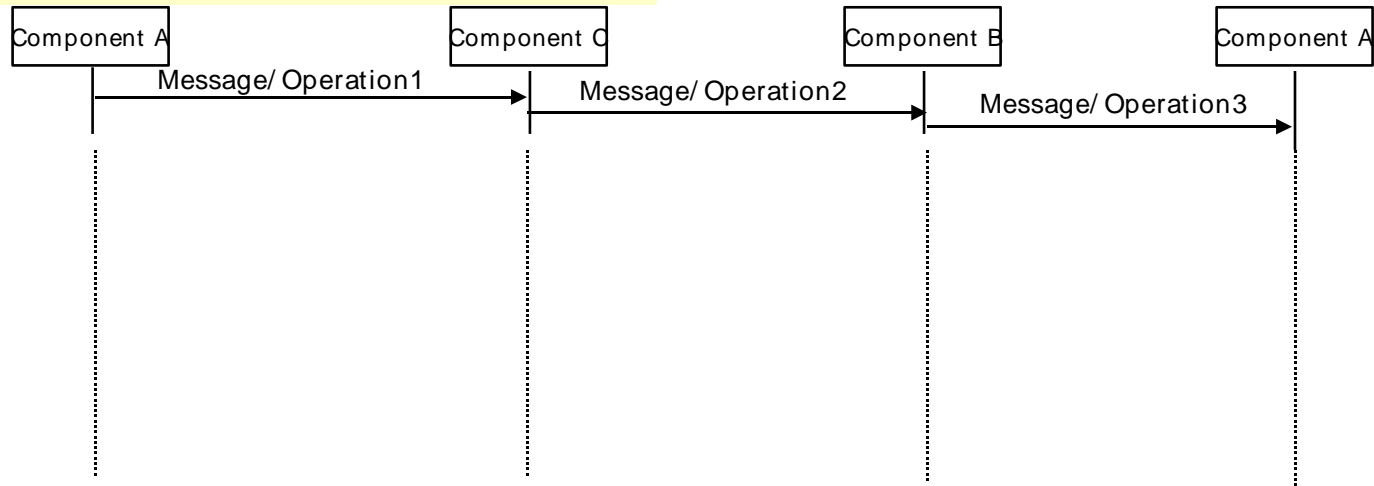 Component A
Component C
Component B
Component A
Message/ Operation1
Message/ Operation2
Message/ Operation3